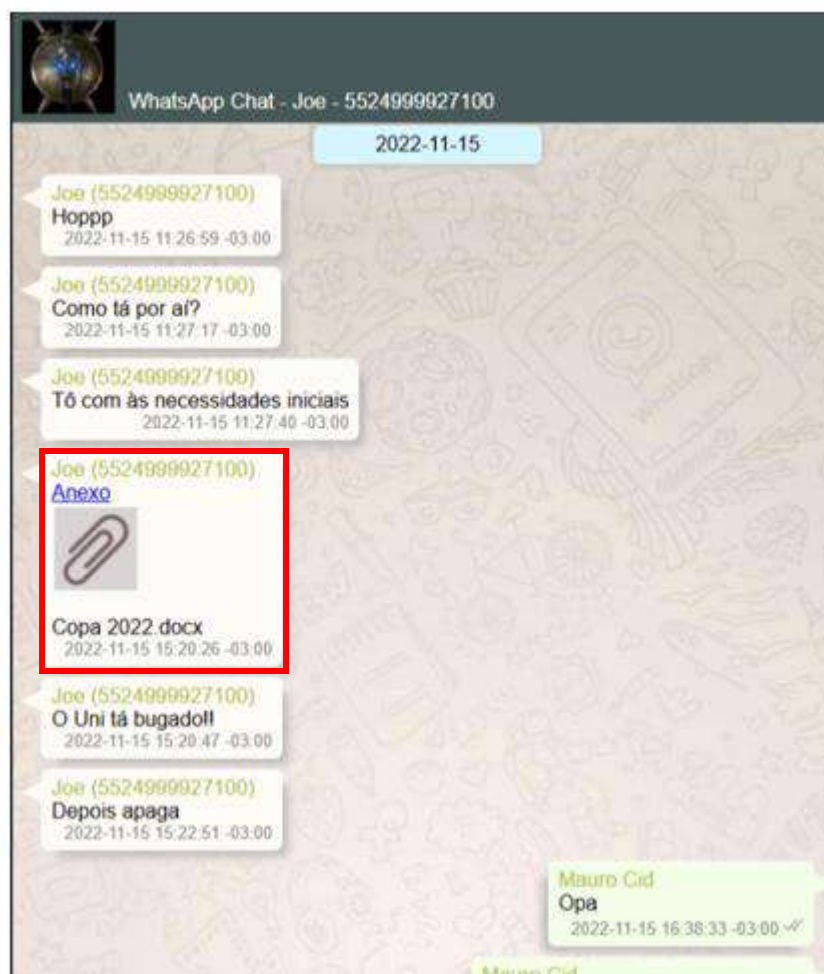 WhatsApp Chat - Joe - 5524999927100
2022-11-15
Joe (5524999927100)
Hoppp
2022-11-15 11:26:59 -03:00
Joe (5524999927100)
Como tá por aí?
2022-11-15 11:27:17 -03:00
Joe (5524999927100)
Tô com às necessidades iniciais
2022-11-15 11:27:40 -03:00
Joe (5524999927100)
Anexo
Copa 2022.docx
2022-11-15 15:20:26 -03:00
Joe (5524999927100)
O Uni tá bugado!!
2022-11-15 15:20:47 -03:00
Joe (5524999927100)
Depois apaga
2022-11-15 15:22:51 -03:00
Mauro Cid
Opa
2022-11-15 16:38:33 -03:00
Mauro Cid